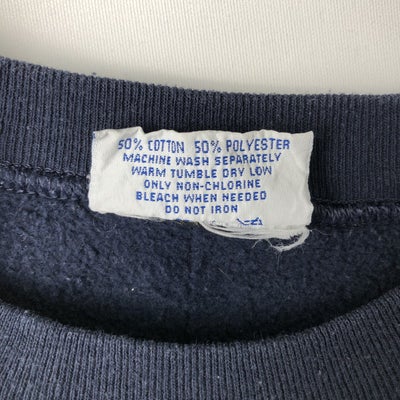 50% COTTON 50% POLYESTER
MACHINE WASH SEPARATELY
WARM TUMBLE DRY LOW
ONLY NON-CHLORINE
BLEACH WHEN NEEDED
DO NOT IRON